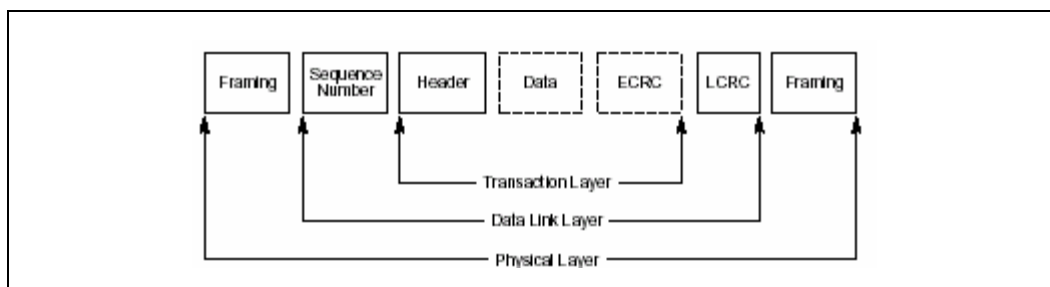 Framing
Sequence
Number
Header
Data
ECRC
LCRC
Framing
Transaction Layer
Data Link Layer
Physical Layer